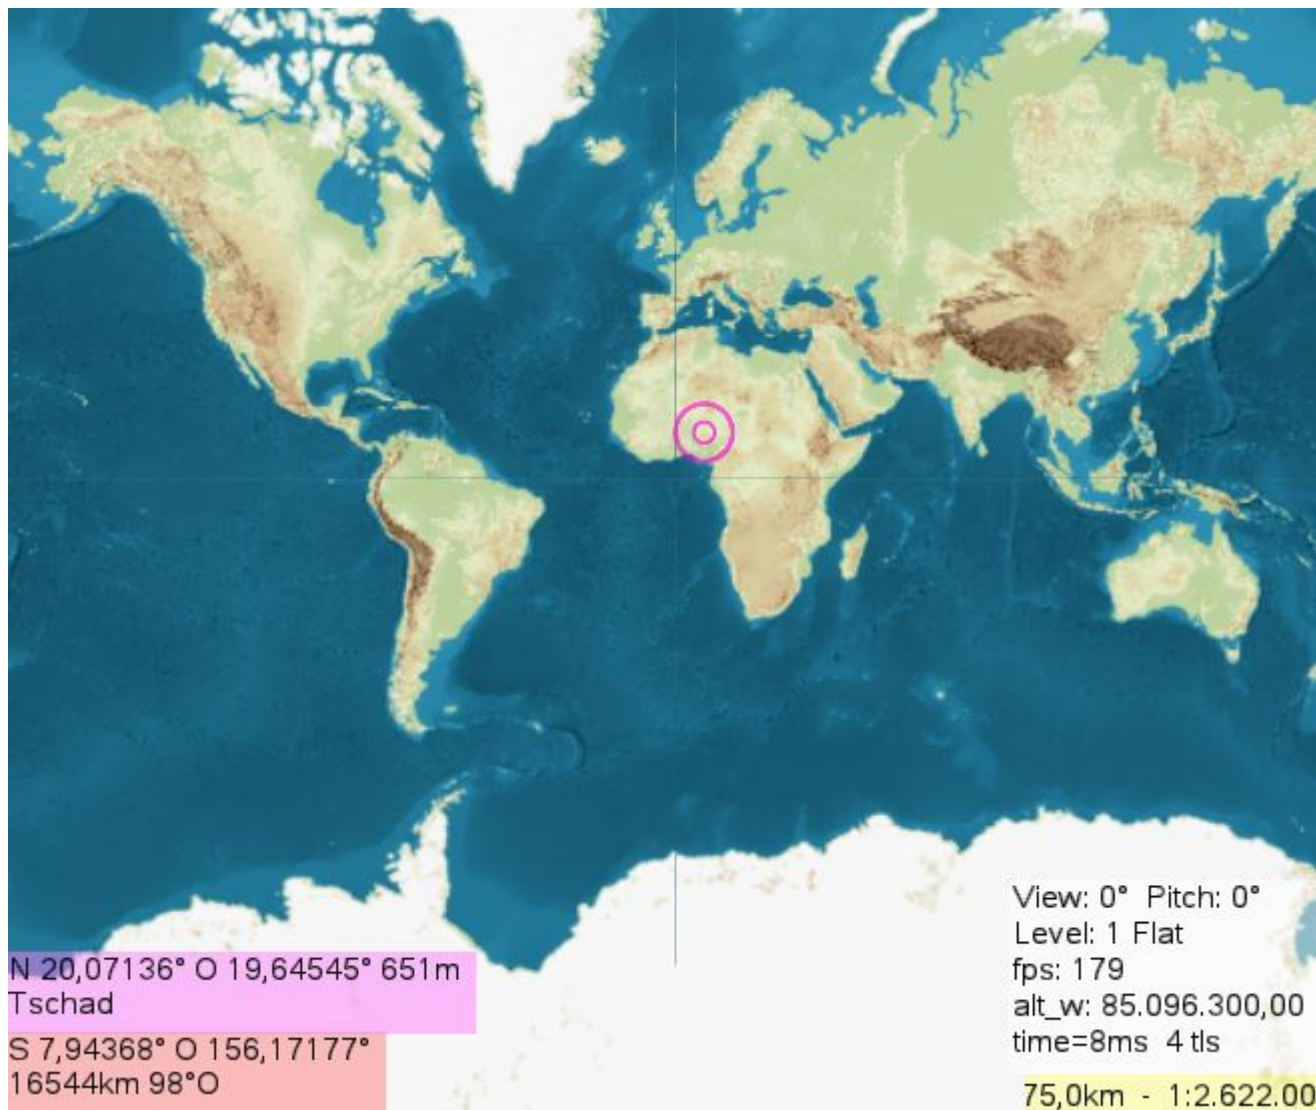 N 20,07136° O 19,64545° 651m
Tschad
S 7,94368° O 156,17177°
16544km 98°O
View: 0° Pitch: 0°
Level: 1 Flat
fps: 179
alt_w: 85.096.300,00
time=8ms 4 tls
75,0km - 1:2.622.00